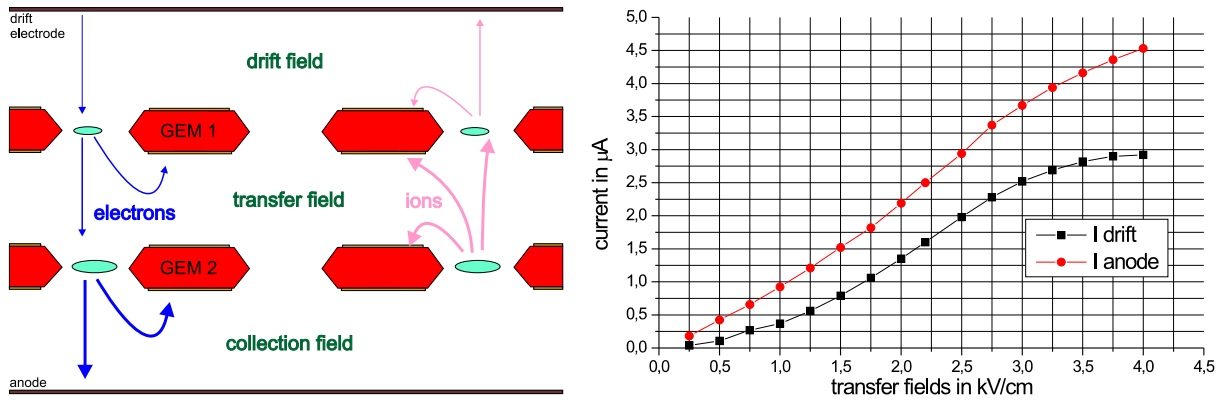 drift
electrode
drift field
GEM 1
electrons
transfer field
ions
GEM 2
collection field
anode
current in µA
5,0
4,5
4,0
3,5
3,0
2,5
2,0
1,5
1,0
0,5
0,0
I drift
I anode
0,0 0,5 1,0 1,5 2,0 2,5 3,0 3,5 4,0 4,5
transfer fields in kV/cm